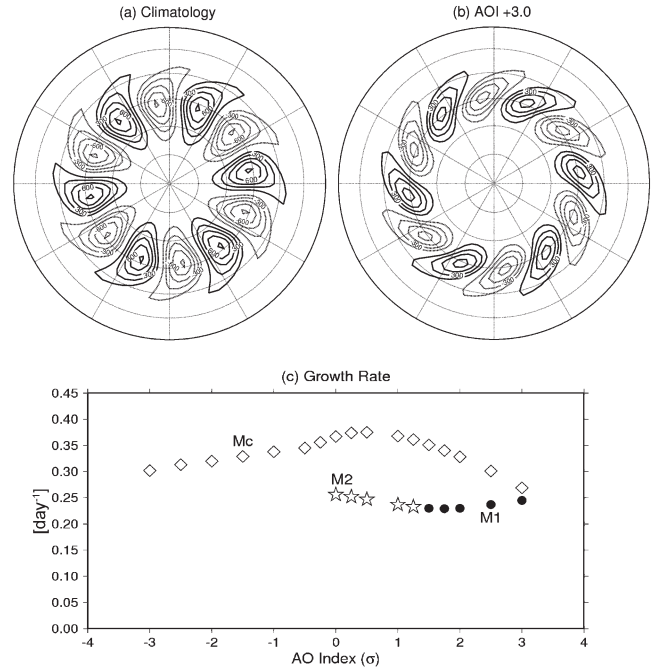 (a) Climatology
(b) AOI +3.0
(c) Growth Rate
0.45
0.40
0.35
0.30
0.25
0.20
0.15
0.10
0.05
0.00
[day-1]
Mc
M2
M1
-4 -3 -2 -1 0 1 2 3 4
AO Index (σ)